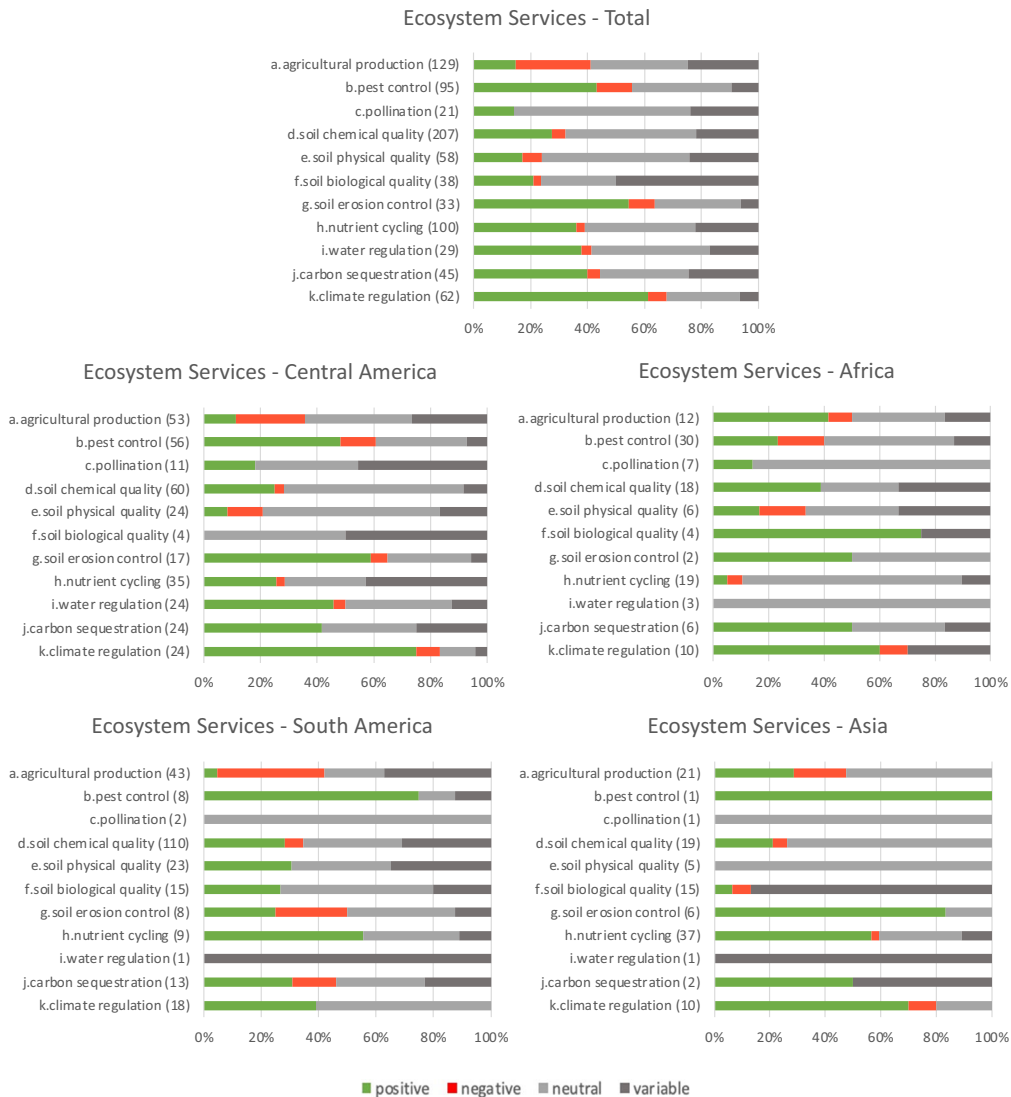 Ecosystem Services - Total
a.agricultural production (129)
b.pest control (95)
c.pollination (21)
d.soil chemical quality (207)
e.soil physical quality (58)
f.soil biological quality (38)
g.soil erosion control (33)
h.nutrient cycling (100)
i.water regulation (29)
j.carbon sequestration (45)
k.climate regulation (62)
0% 20% 40% 60% 80% 100%
Ecosystem Services - Central America
a.agricultural production (53)
b.pest control (56)
c.pollination (11)
d.soil chemical quality (60)
e.soil physical quality (24)
f.soil biological quality (4)
g.soil erosion control (17)
h.nutrient cycling (35)
i.water regulation (24)
j.carbon sequestration (24)
k.climate regulation (24)
0% 20% 40% 60% 80% 100%
Ecosystem Services - Africa
a.agricultural production (12)
b.pest control (30)
c.pollination (7)
d.soil chemical quality (18)
e.soil physical quality (6)
f.soil biological quality (4)
g.soil erosion control (2)
h.nutrient cycling (19)
i.water regulation (3)
j.carbon sequestration (6)
k.climate regulation (10)
0% 20% 40% 60% 80% 100%
Ecosystem Services - South America
a.agricultural production (43)
b.pest control (8)
c.pollination (2)
d.soil chemical quality (110)
e.soil physical quality (23)
f.soil biological quality (15)
g.soil erosion control (8)
h.nutrient cycling (9)
i.water regulation (1)
j.carbon sequestration (13)
k.climate regulation (18)
0% 20% 40% 60% 80% 100%
Ecosystem Services - Asia
a.agricultural production (21)
b.pest control (1)
c.pollination (1)
d.soil chemical quality (19)
e.soil physical quality (5)
f.soil biological quality (15)
g.soil erosion control (6)
h.nutrient cycling (37)
i.water regulation (1)
j.carbon sequestration (2)
k.climate regulation (10)
0% 20% 40% 60% 80% 100%
positive negative neutral variable